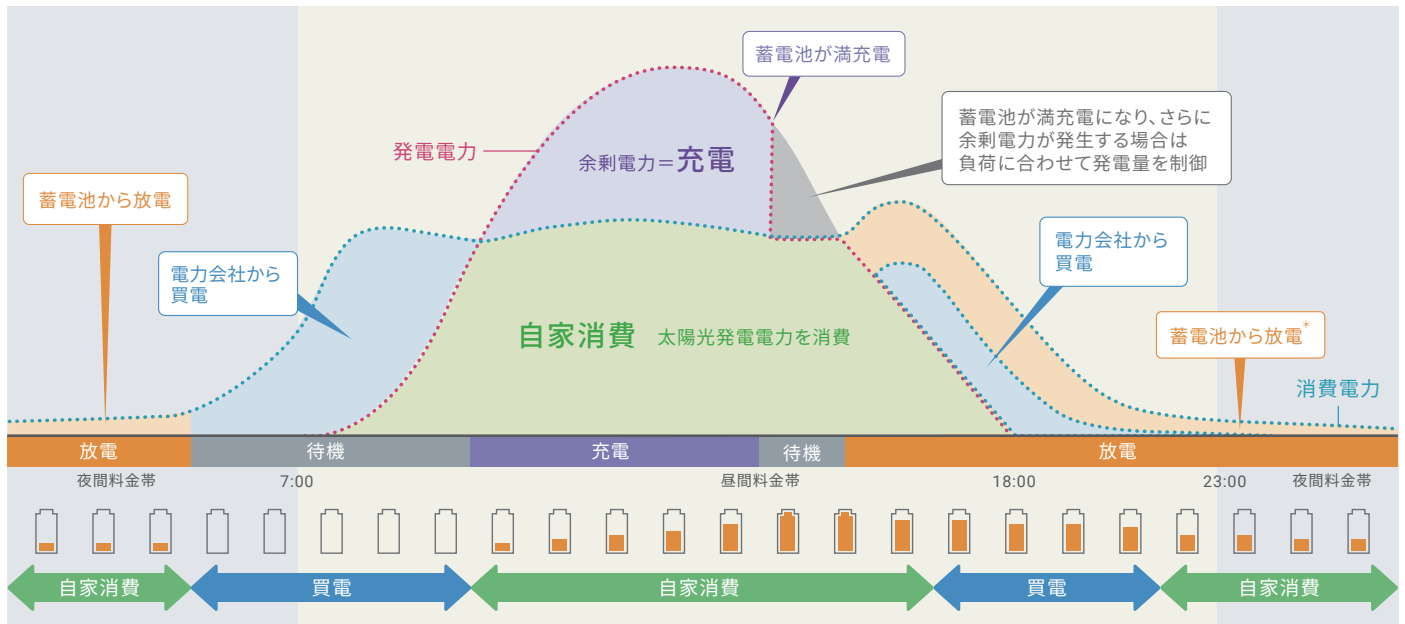 蓄電池が満充電
蓄電池が満充電になり、さらに
余剰電力が発生する場合は
負荷に合わせて発電量を制御
発電電力
余剰電力＝充電
蓄電池から放電
電力会社から
買電
電力会社から
買電
自家消費 太陽光発電電力を消費
蓄電池から放電*
消費電力
放電 待機 充電 待機 放電
夜間料金帯 7:00 昼間料金帯 18:00 23:00 夜間料金帯
自家消費 買電 自家消費 買電 自家消費